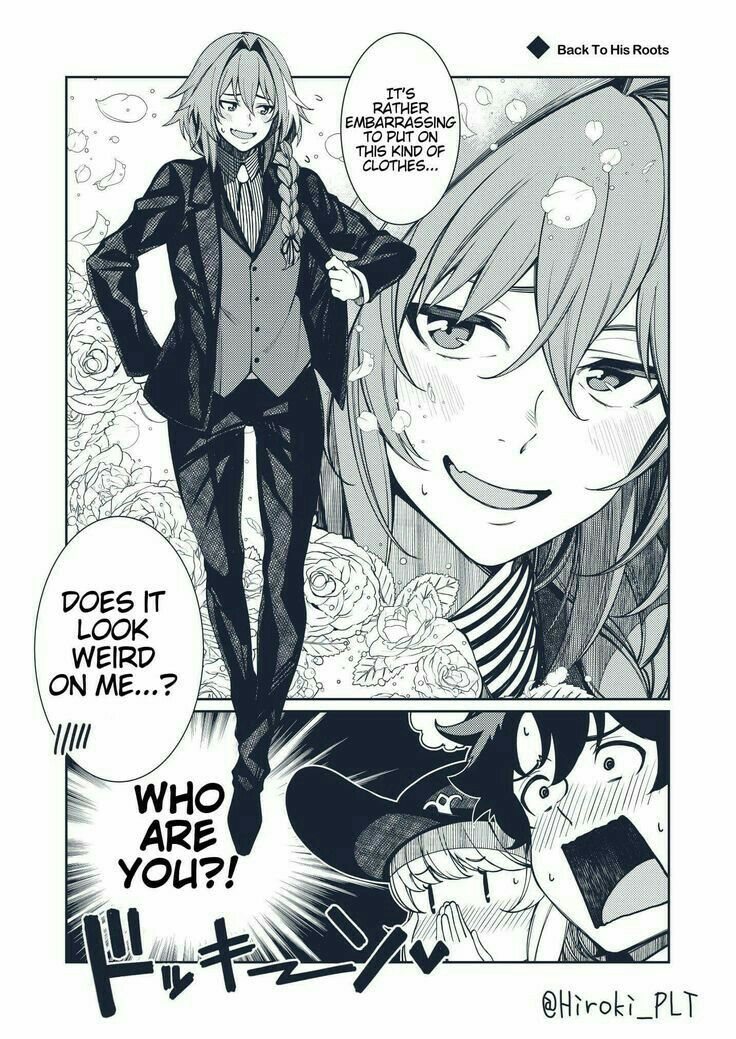 Back To His Roots
IT'S
RATHER
EMBARRASSING
TO PUT ON
THIS KIND OF
CLOTHES...
DOES IT
LOOK
WEIRD
ON ME...?
WHO
ARE
YOU?!
ドッキーン♥
@Hiroki_PLT